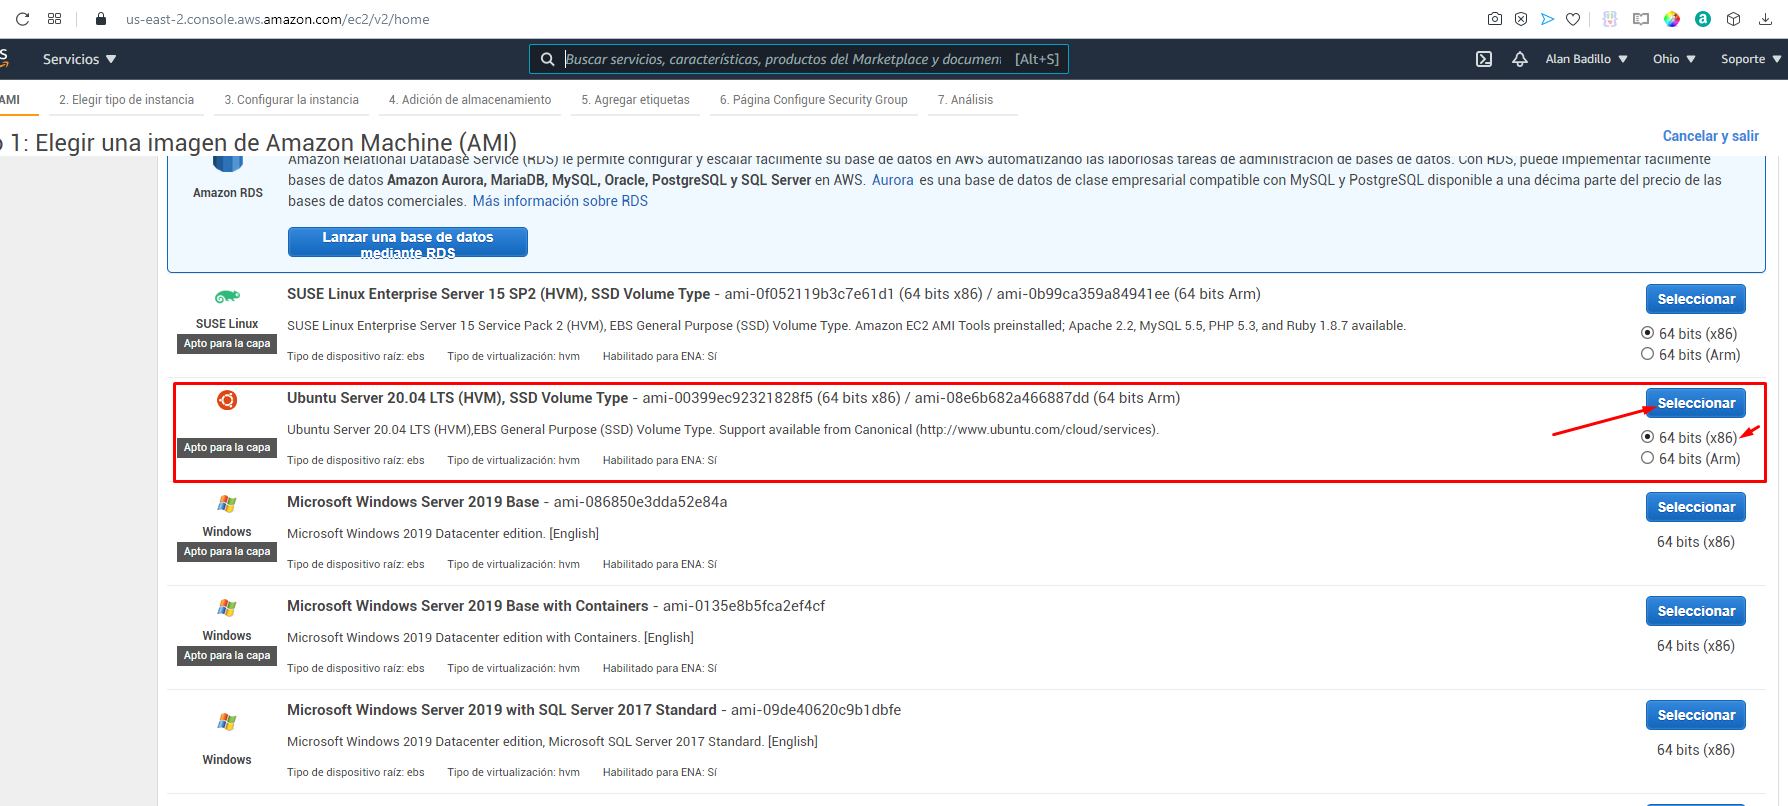 us-east-2.console.aws.amazon.com/ec2/v2/home
Servicios
Buscar servicios, características, productos del Marketplace y documen [Alt+S]
Alan Badillo Ohio Soporte
AMI 2. Elegir tipo de instancia 3. Configurar la instancia 4. Adición de almacenamiento 5. Agregar etiquetas 6. Página Configure Security Group 7. Análisis
o 1: Elegir una imagen de Amazon Machine (AMI)
Cancelar y salir
Amazon Relational Database Service (RDS) le permite configurar y escalar fácilmente su base de datos en AWS automatizando las laboriosas tareas de administración de bases de datos. Con RDS, puede implementar fácilmente
bases de datos Amazon Aurora, MariaDB, MySQL, Oracle, PostgreSQL y SQL Server en AWS. Aurora es una base de datos de clase empresarial compatible con MySQL y PostgreSQL disponible a una décima parte del precio de las
bases de datos comerciales. Más información sobre RDS
Amazon RDS
Lanzar una base de datos
mediante RDS
SUSE Linux Enterprise Server 15 SP2 (HVM), SSD Volume Type - ami-0f052119b3c7e61d1 (64 bits x86) / ami-0b99ca359a84941ee (64 bits Arm)
Seleccionar
SUSE Linux
Apto para la capa
SUSE Linux Enterprise Server 15 Service Pack 2 (HVM), EBS General Purpose (SSD) Volume Type. Amazon EC2 AMI Tools preinstalled; Apache 2.2, MySQL 5.5, PHP 5.3, and Ruby 1.8.7 available.
64 bits (x86)
64 bits (Arm)
Tipo de dispositivo raíz: ebs Tipo de virtualización: hvm Habilitado para ENA: Sí
Ubuntu Server 20.04 LTS (HVM), SSD Volume Type - ami-00399ec92321828f5 (64 bits x86) / ami-08e6b682a466887dd (64 bits Arm)
Seleccionar
Ubuntu Server 20.04 LTS (HVM),EBS General Purpose (SSD) Volume Type. Support available from Canonical (http://www.ubuntu.com/cloud/services).
Apto para la capa
64 bits (x86)
64 bits (Arm)
Tipo de dispositivo raíz: ebs Tipo de virtualización: hvm Habilitado para ENA: Sí
Microsoft Windows Server 2019 Base - ami-086850e3dda52e84a
Seleccionar
Windows
Apto para la capa
Microsoft Windows 2019 Datacenter edition. [English]
64 bits (x86)
Tipo de dispositivo raíz: ebs Tipo de virtualización: hvm Habilitado para ENA: Sí
Microsoft Windows Server 2019 Base with Containers - ami-0135e8b5fca2ef4cf
Seleccionar
Windows
Apto para la capa
Microsoft Windows 2019 Datacenter edition with Containers. [English]
64 bits (x86)
Tipo de dispositivo raíz: ebs Tipo de virtualización: hvm Habilitado para ENA: Sí
Microsoft Windows Server 2019 with SQL Server 2017 Standard - ami-09de40620c9b1dbfe
Seleccionar
Microsoft Windows 2019 Datacenter edition, Microsoft SQL Server 2017 Standard. [English]
64 bits (x86)
Windows
Tipo de dispositivo raíz: ebs Tipo de virtualización: hvm Habilitado para ENA: Sí